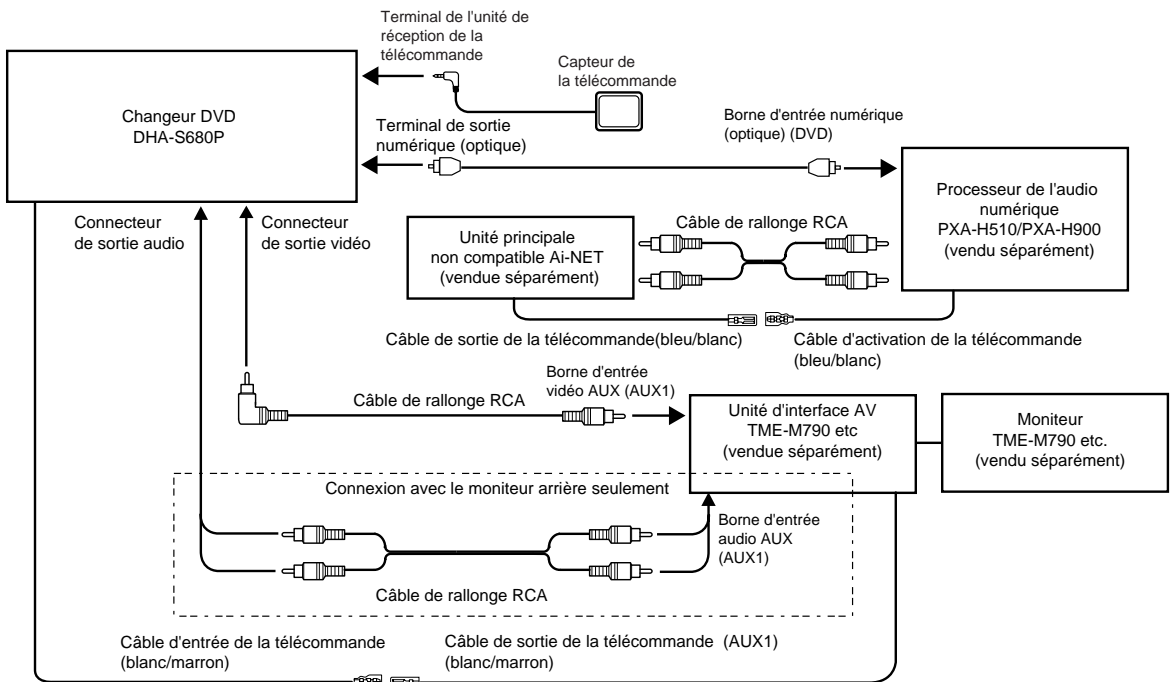 Terminal de l'unité de
réception de la
télécommande
Capteur de
la télécommande
Changeur DVD
DHA-S680P
Terminal de sortie
numérique (optique)
Borne d'entrée numérique
(optique) (DVD)
Processeur de l'audio
numérique
PXA-H510/PXA-H900
(vendu séparément)
Connecteur
de sortie audio
Connecteur
de sortie vidéo
Unité principale
non compatible Ai-NET
(vendue séparément)
Câble de rallonge RCA
Câble de sortie de la télécommande(bleu/blanc)
Câble d'activation de la télécommande
(bleu/blanc)
Borne d'entrée
vidéo AUX (AUX1)
Câble de rallonge RCA
Unité d'interface AV
TME-M790 etc
(vendue séparément)
Moniteur
TME-M790 etc.
(vendu séparément)
Connexion avec le moniteur arrière seulement
Borne d'entrée
audio AUX
(AUX1)
Câble de rallonge RCA
Câble d'entrée de la télécommande
(blanc/marron)
Câble de sortie de la télécommande (AUX1)
(blanc/marron)